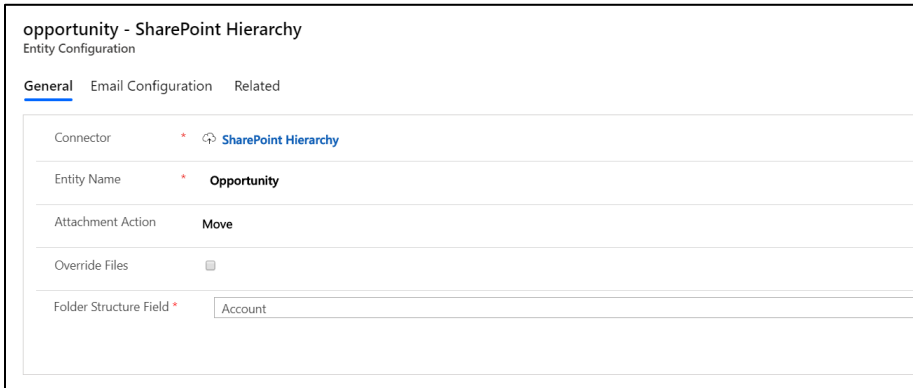 opportunity - SharePoint Hierarchy
Entity Configuration
General Email Configuration Related
Connector * SharePoint Hierarchy
Entity Name * Opportunity
Attachment Action Move
Override Files
Folder Structure Field * Account